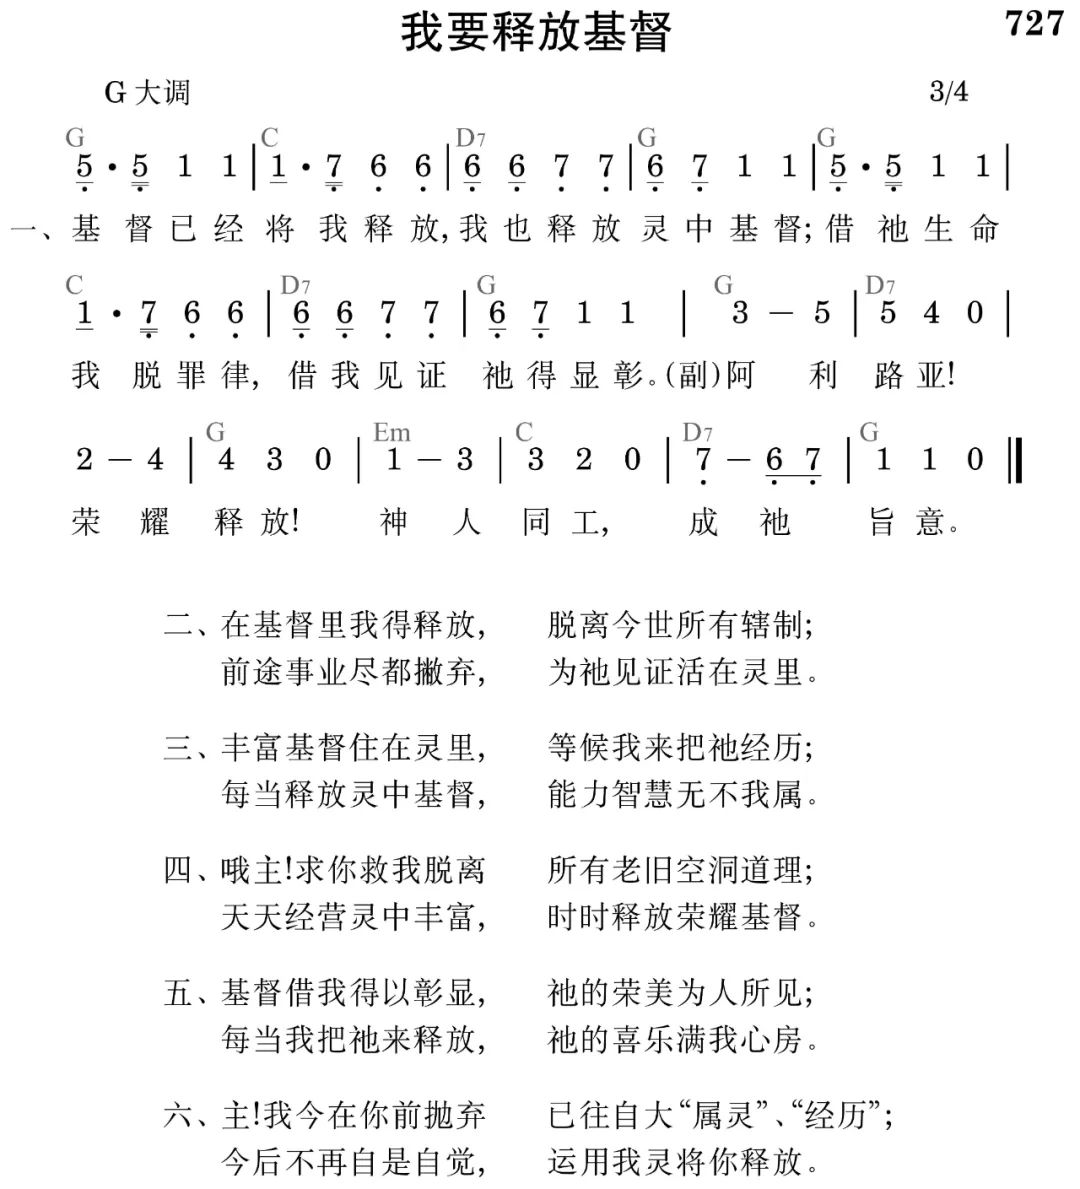 我要释放基督 727
G 大调 3/4
G C D7 G G
5 · 5 1 1 | 1 · 7 6 6 | 6 6 7 7 | 6 7 1 1 | 5 · 5 1 1 |
一、基督已经将我释放,我也释放灵中基督;借祂生命
C D7 G G D7
1 · 7 6 6 | 6 6 7 7 | 6 7 1 1 | 3 — 5 | 5 4 0 |
我脱罪律,借我见证祂得显彰。(副)阿利路亚!
G Em C D7 G
2 — 4 | 4 3 0 | 1 — 3 | 3 2 0 | 7 — 6 7 | 1 1 0 ‖
荣耀释放!神人同工,成祂旨意。
二、在基督里我得释放, 脱离今世所有辖制;
前途事业尽都撇弃, 为祂见证活在灵里。
三、丰富基督住在灵里, 等候我来把祂经历;
每当释放灵中基督, 能力智慧无不我属。
四、哦主!求你救我脱离 所有老旧空洞道理;
天天经营灵中丰富, 时时释放荣耀基督。
五、基督借我得以彰显, 祂的荣美为人所见;
每当我把祂来释放, 祂的喜乐满我心房。
六、主!我今在你前抛弃 已往自大“属灵”、“经历”;
今后不再自是自觉, 运用我灵将你释放。